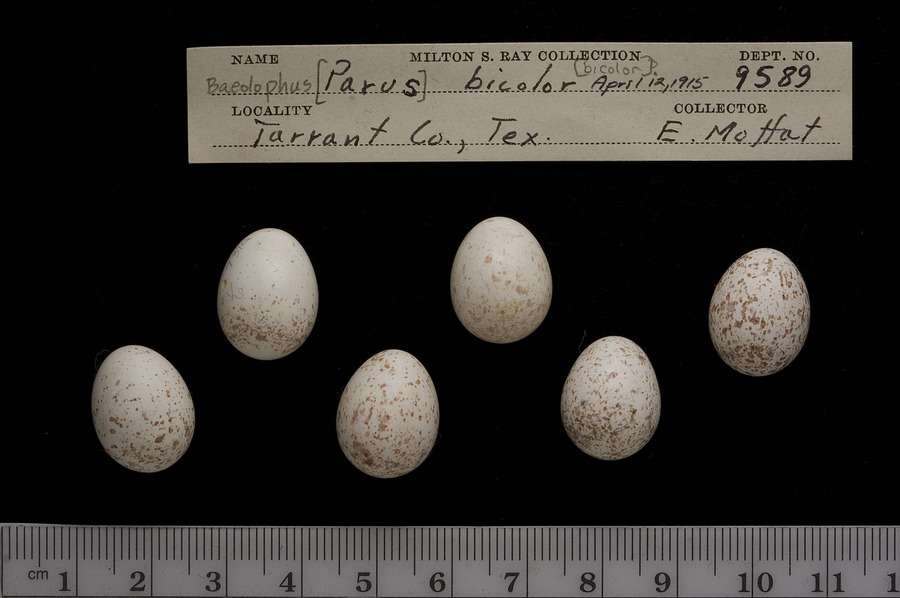 NAME MILTON S. RAY COLLECTION DEPT. NO.
Baeolophus [Parus] bicolor [bicolor] April 12, 1915 9589
LOCALITY COLLECTOR
Tarrant Co., Tex. E. Moffat
cm 1 2 3 4 5 6 7 8 9 10 11 1